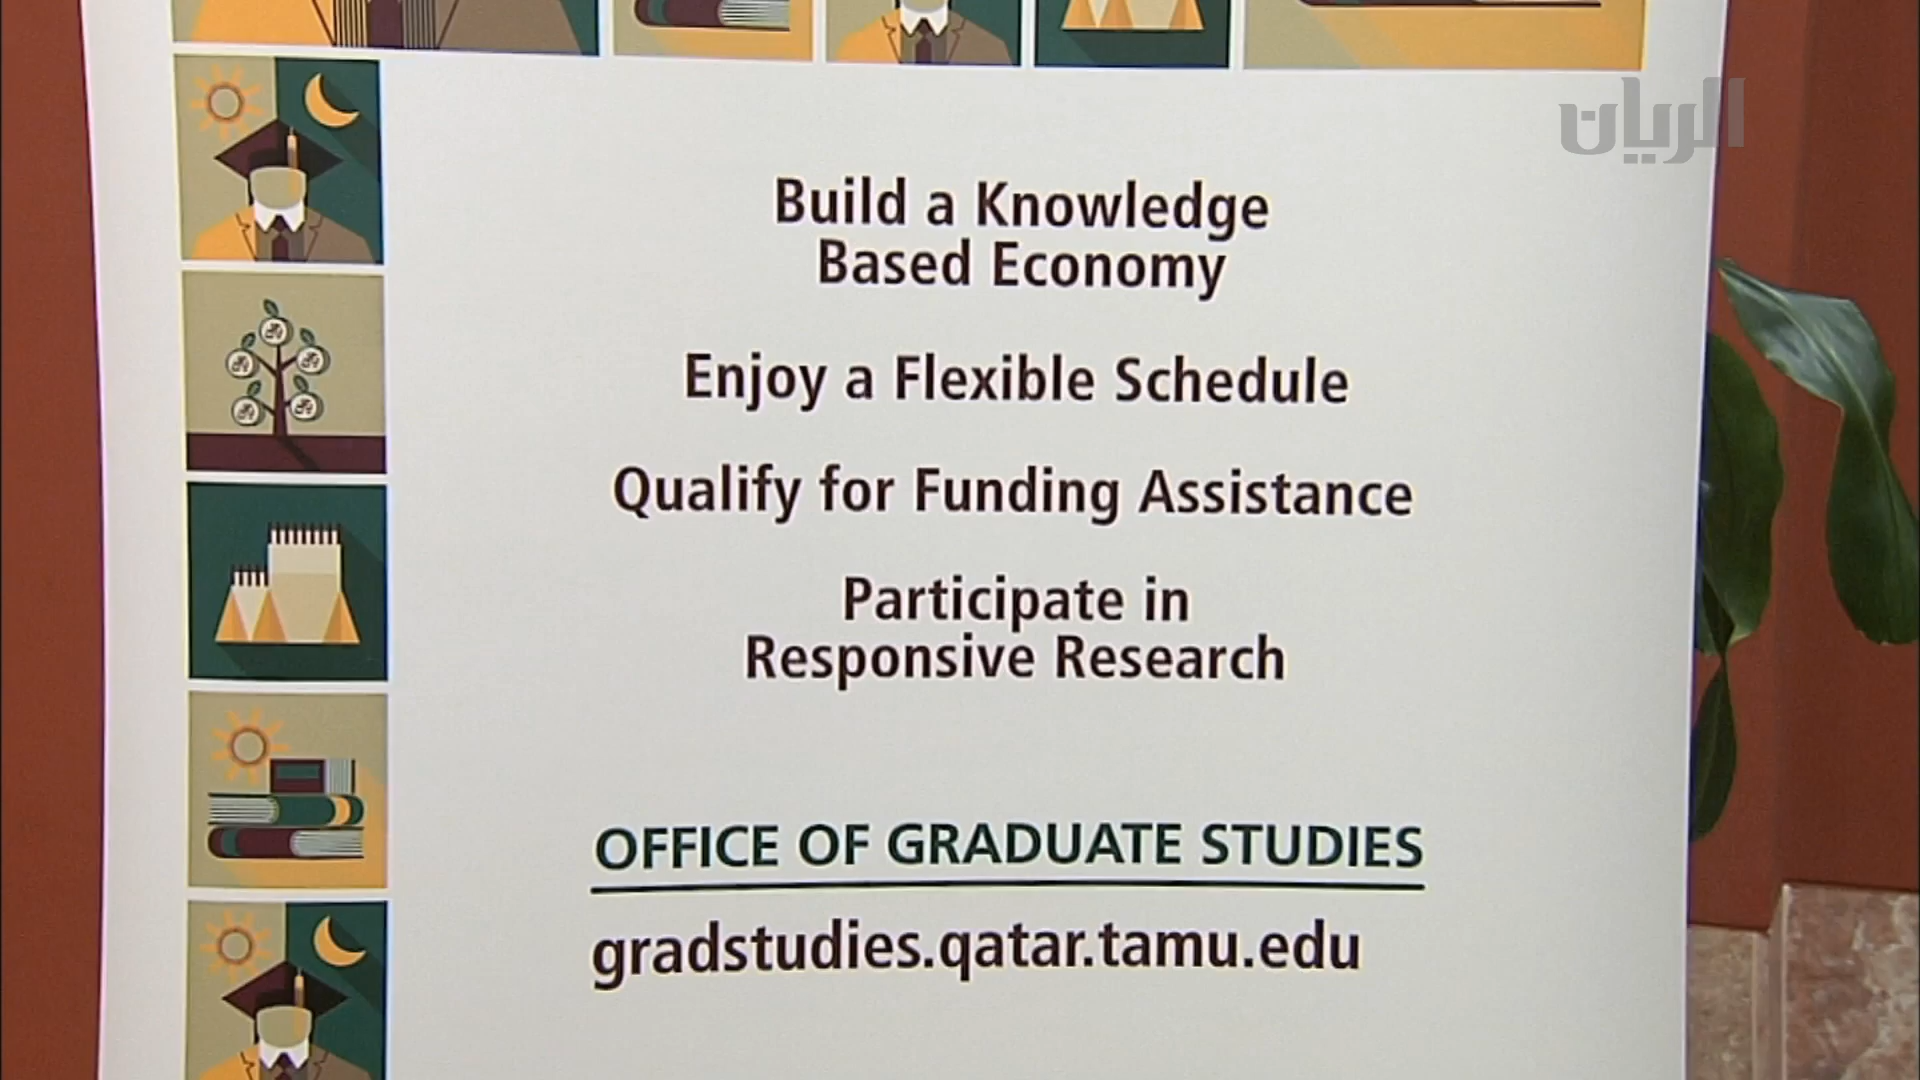 الريان
Build a Knowledge
Based Economy
Enjoy a Flexible Schedule
Qualify for Funding Assistance
Participate in
Responsive Research
OFFICE OF GRADUATE STUDIES
gradstudies.qatar.tamu.edu